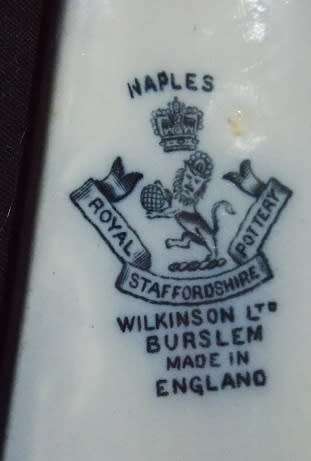 NAPLES
ROYAL
STAFFORDSHIRE
POTTERY
WILKINSON LTD
BURSLEM
MADE IN
ENGLAND